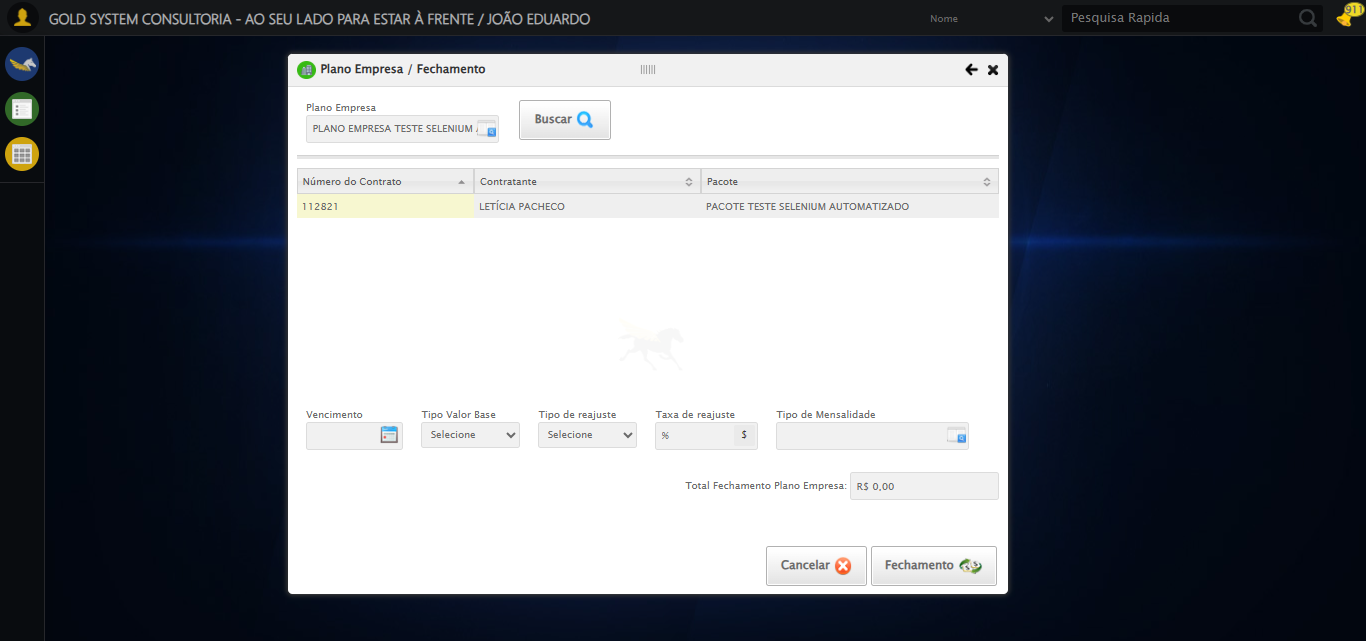 GOLD SYSTEM CONSULTORIA - AO SEU LADO PARA ESTAR À FRENTE / JOÃO EDUARDO
Nome
Pesquisa Rapida
911
Plano Empresa / Fechamento
Plano Empresa
PLANO EMPRESA TESTE SELENIUM
Buscar
Número do Contrato Contratante Pacote
112821 LETÍCIA PACHECO PACOTE TESTE SELENIUM AUTOMATIZADO
Vencimento Tipo Valor Base Tipo de reajuste Taxa de reajuste Tipo de Mensalidade
Selecione Selecione % $
Total Fechamento Plano Empresa: R$ 0,00
Cancelar Fechamento